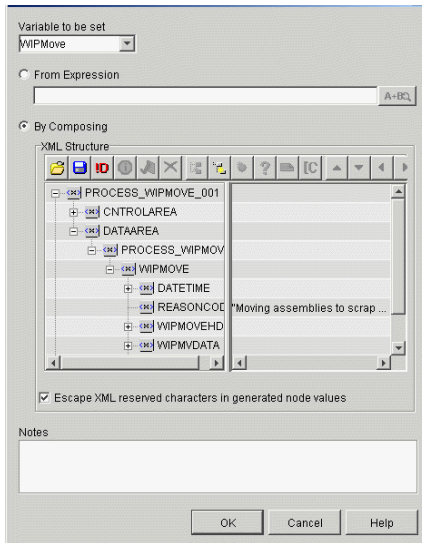 Variable to be set
WIPMove
From Expression
By Composing
XML Structure
PROCESS_WIPMOVE_001
CNTROLAREA
DATAAREA
PROCESS_WIPMOV
WIPMOVE
DATETIME
REASONCOD
"Moving assemblies to scrap ...
WIPMOVEHD
WIPMVDATA
Escape XML reserved characters in generated node values
Notes
OK Cancel Help